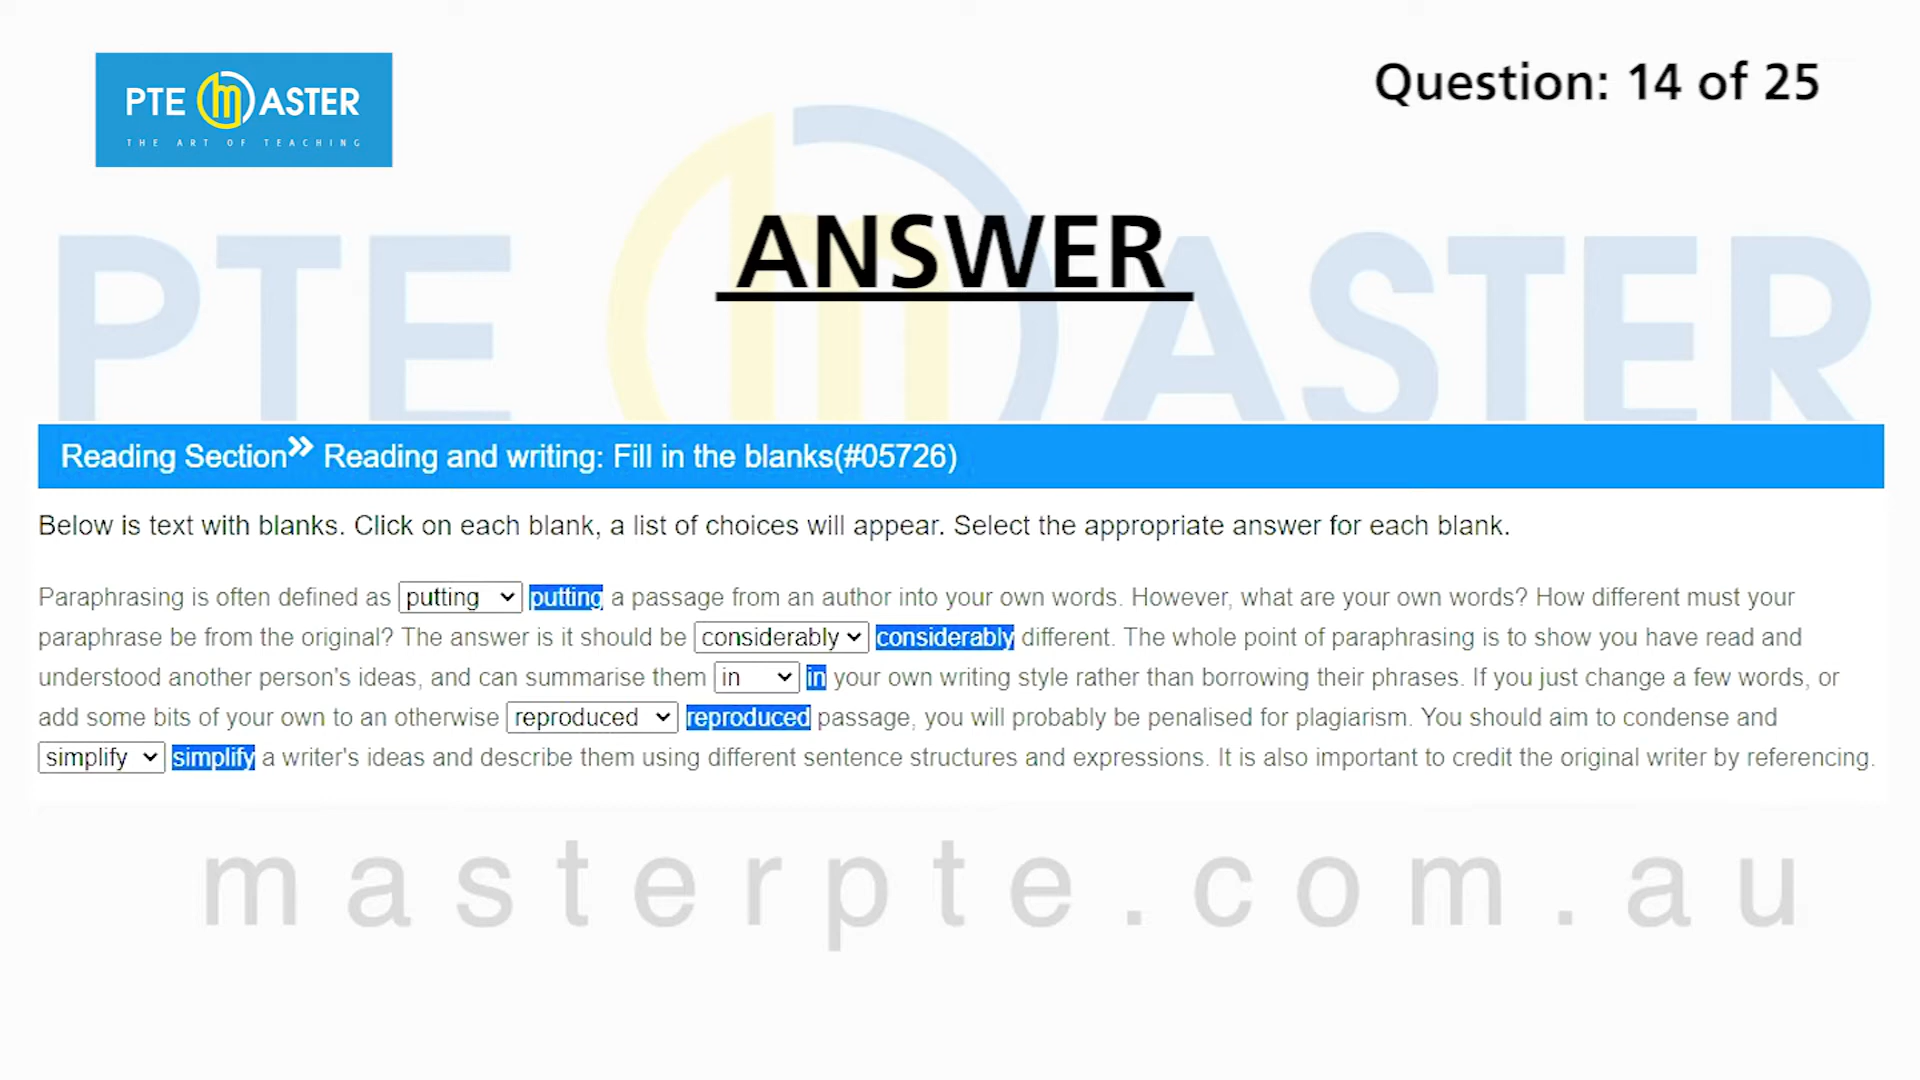 PTE MASTER
THE ART OF TEACHING
Question: 14 of 25
PTE MASTER
ANSWER
Reading Section» Reading and writing: Fill in the blanks(#05726)
Below is text with blanks. Click on each blank, a list of choices will appear. Select the appropriate answer for each blank.
Paraphrasing is often defined as putting putting a passage from an author into your own words. However, what are your own words? How different must your
paraphrase be from the original? The answer is it should be considerably considerably different. The whole point of paraphrasing is to show you have read and
understood another person's ideas, and can summarise them in in your own writing style rather than borrowing their phrases. If you just change a few words, or
add some bits of your own to an otherwise reproduced reproduced passage, you will probably be penalised for plagiarism. You should aim to condense and
simplify simplify a writer's ideas and describe them using different sentence structures and expressions. It is also important to credit the original writer by referencing.
masterpte.com.au